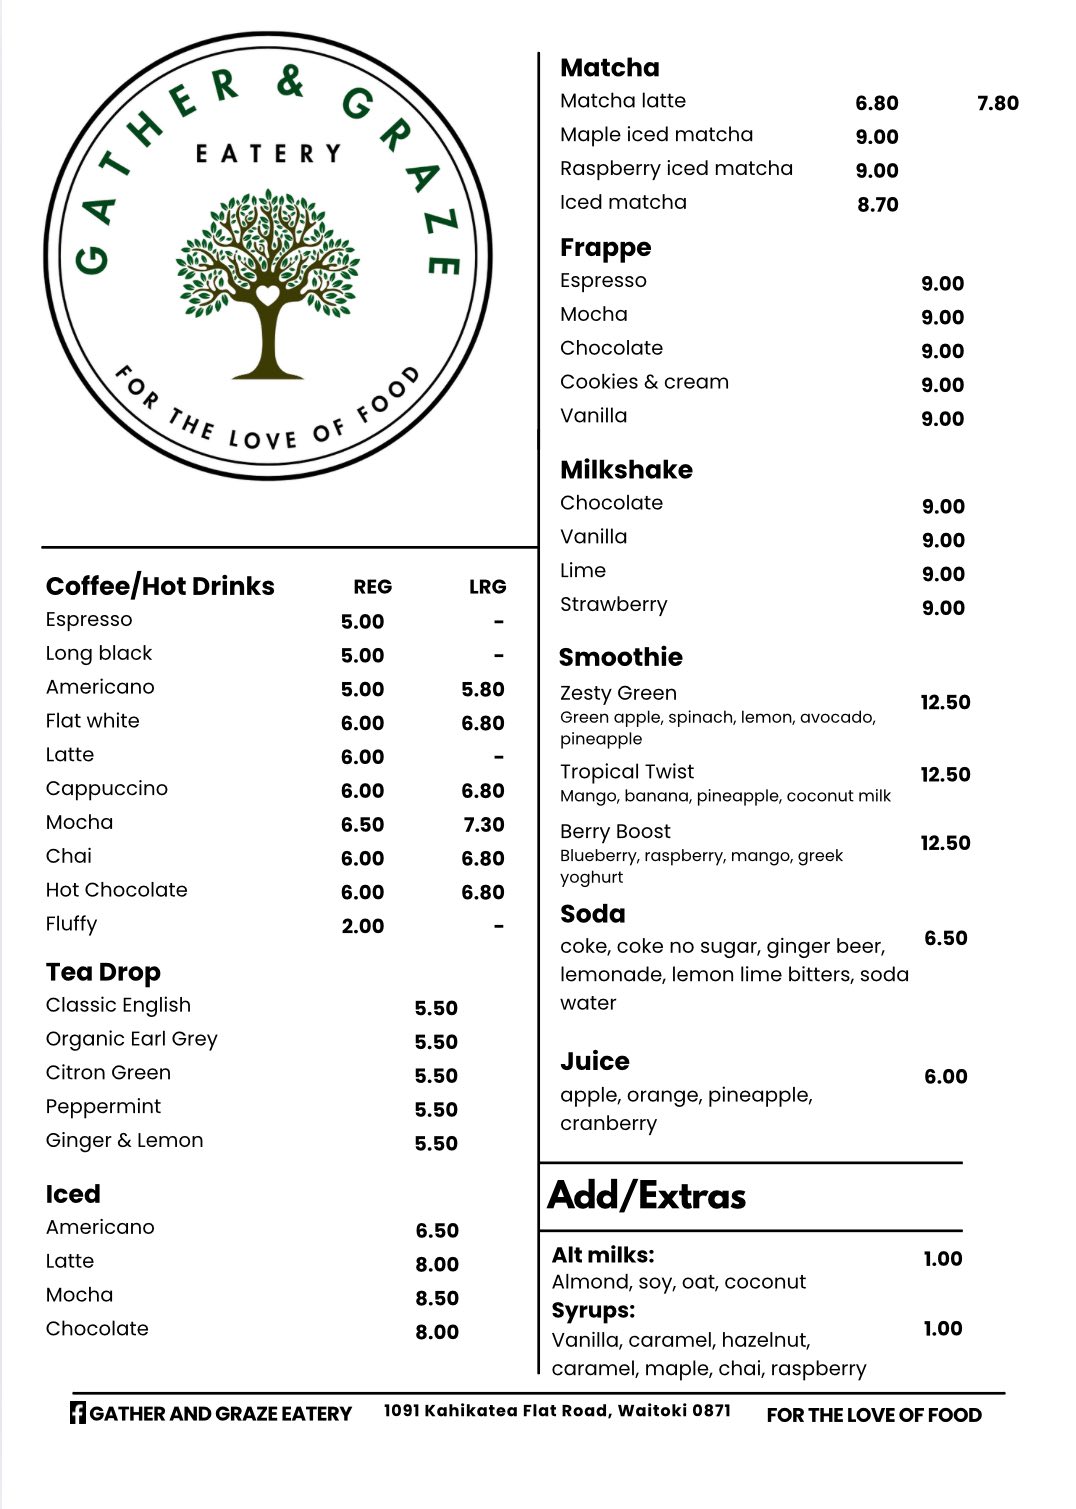 GATHER & GRAZE
EATERY
FOR THE LOVE OF FOOD
Coffee/Hot Drinks REG LRG
Espresso 5.00 –
Long black 5.00 –
Americano 5.00 5.80
Flat white 6.00 6.80
Latte 6.00 –
Cappuccino 6.00 6.80
Mocha 6.50 7.30
Chai 6.00 6.80
Hot Chocolate 6.00 6.80
Fluffy 2.00 –
Tea Drop
Classic English 5.50
Organic Earl Grey 5.50
Citron Green 5.50
Peppermint 5.50
Ginger & Lemon 5.50
Iced
Americano 6.50
Latte 8.00
Mocha 8.50
Chocolate 8.00
Matcha
Matcha latte 6.80 7.80
Maple iced matcha 9.00
Raspberry iced matcha 9.00
Iced matcha 8.70
Frappe
Espresso 9.00
Mocha 9.00
Chocolate 9.00
Cookies & cream 9.00
Vanilla 9.00
Milkshake
Chocolate 9.00
Vanilla 9.00
Lime 9.00
Strawberry 9.00
Smoothie
Zesty Green 12.50
Green apple, spinach, lemon, avocado,
pineapple
Tropical Twist 12.50
Mango, banana, pineapple, coconut milk
Berry Boost 12.50
Blueberry, raspberry, mango, greek
yoghurt
Soda 6.50
coke, coke no sugar, ginger beer,
lemonade, lemon lime bitters, soda
water
Juice 6.00
apple, orange, pineapple,
cranberry
Add/Extras
Alt milks: 1.00
Almond, soy, oat, coconut
Syrups: 1.00
Vanilla, caramel, hazelnut,
caramel, maple, chai, raspberry
GATHER AND GRAZE EATERY 1091 Kahikatea Flat Road, Waitoki 0871 FOR THE LOVE OF FOOD